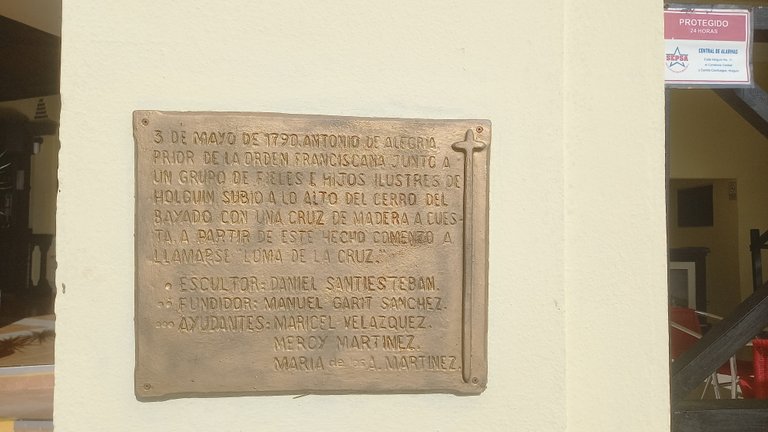 3 DE MAYO DE 1790. ANTONIO DE ALEGRIA
PRIOR DE LA ORDEN FRANCISCANA JUNTO A
UN GRUPO DE FIELES E HIJOS ILUSTRES DE
HOLGUIN SUBIO A LO ALTO DEL CERRO DEL
BAYADO CON UNA CRUZ DE MADERA A CUES-
TA. A PARTIR DE ESTE HECHO COMENZO A
LLAMARSE "LOMA DE LA CRUZ."
ESCULTOR: DANIEL SANTIESTEBAN.
FUNDIDOR: MANUEL GARIT SANCHEZ.
AYUDANTES: MARICEL VELAZQUEZ.
MERCY MARTINEZ.
MARIA de los A. MARTINEZ.
PROTEGIDO
24 HORAS
SEPSA
CENTRAL DE ALARMAS